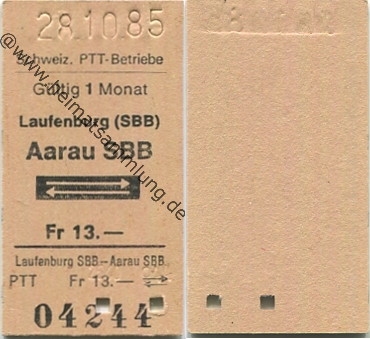 28.10.85
Schweiz. PTT-Betriebe
Gültig 1 Monat
Laufenburg (SBB)
Aarau SBB
Fr 13.—
Laufenburg SBB—Aarau SBB
PTT Fr 13.—
04244
@www.heimatsammlung.de